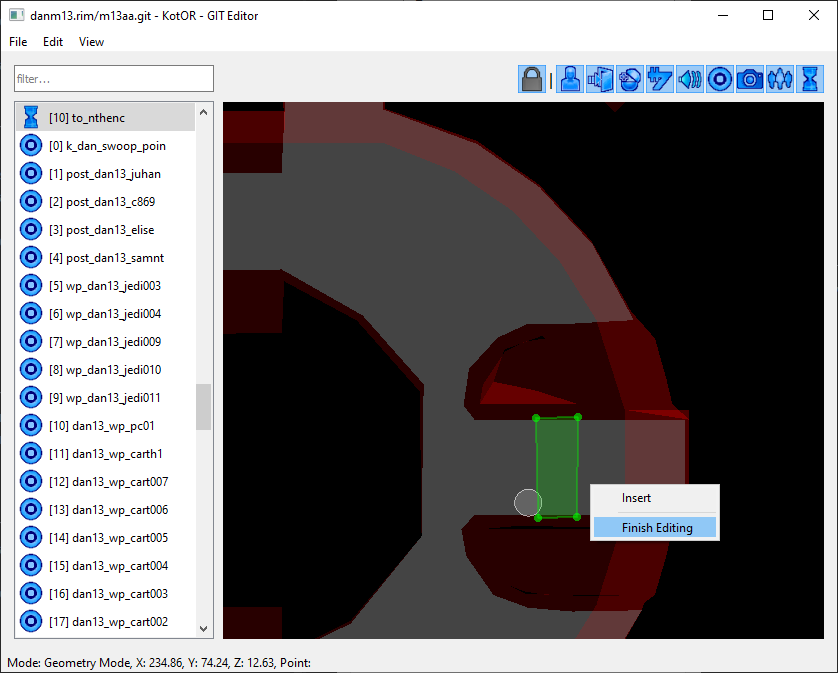 danm13.rim/m13aa.git - KotOR - GIT Editor
File Edit View
filter...
[10] to_nthenc
[0] k_dan_swoop_poin
[1] post_dan13_juhan
[2] post_dan13_c869
[3] post_dan13_elise
[4] post_dan13_samnt
[5] wp_dan13_jedi003
[6] wp_dan13_jedi004
[7] wp_dan13_jedi009
[8] wp_dan13_jedi010
[9] wp_dan13_jedi011
[10] dan13_wp_pc01
[11] dan13_wp_carth1
[12] dan13_wp_cart007
[13] dan13_wp_cart006
[14] dan13_wp_cart005
[15] dan13_wp_cart004
[16] dan13_wp_cart003
[17] dan13_wp_cart002
Insert
Finish Editing
Mode: Geometry Mode, X: 234.86, Y: 74.24, Z: 12.63, Point: